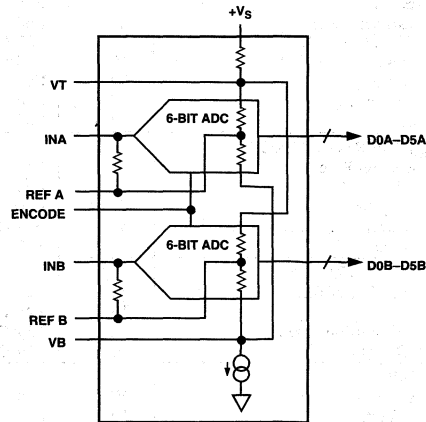 +VS
VT
6-BIT ADC
INA
D0A–D5A
REF A
ENCODE
6-BIT ADC
INB
D0B–D5B
REF B
VB